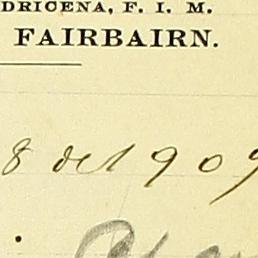 DRICENA, F. I. M.
FAIRBAIRN.
8 de 1909